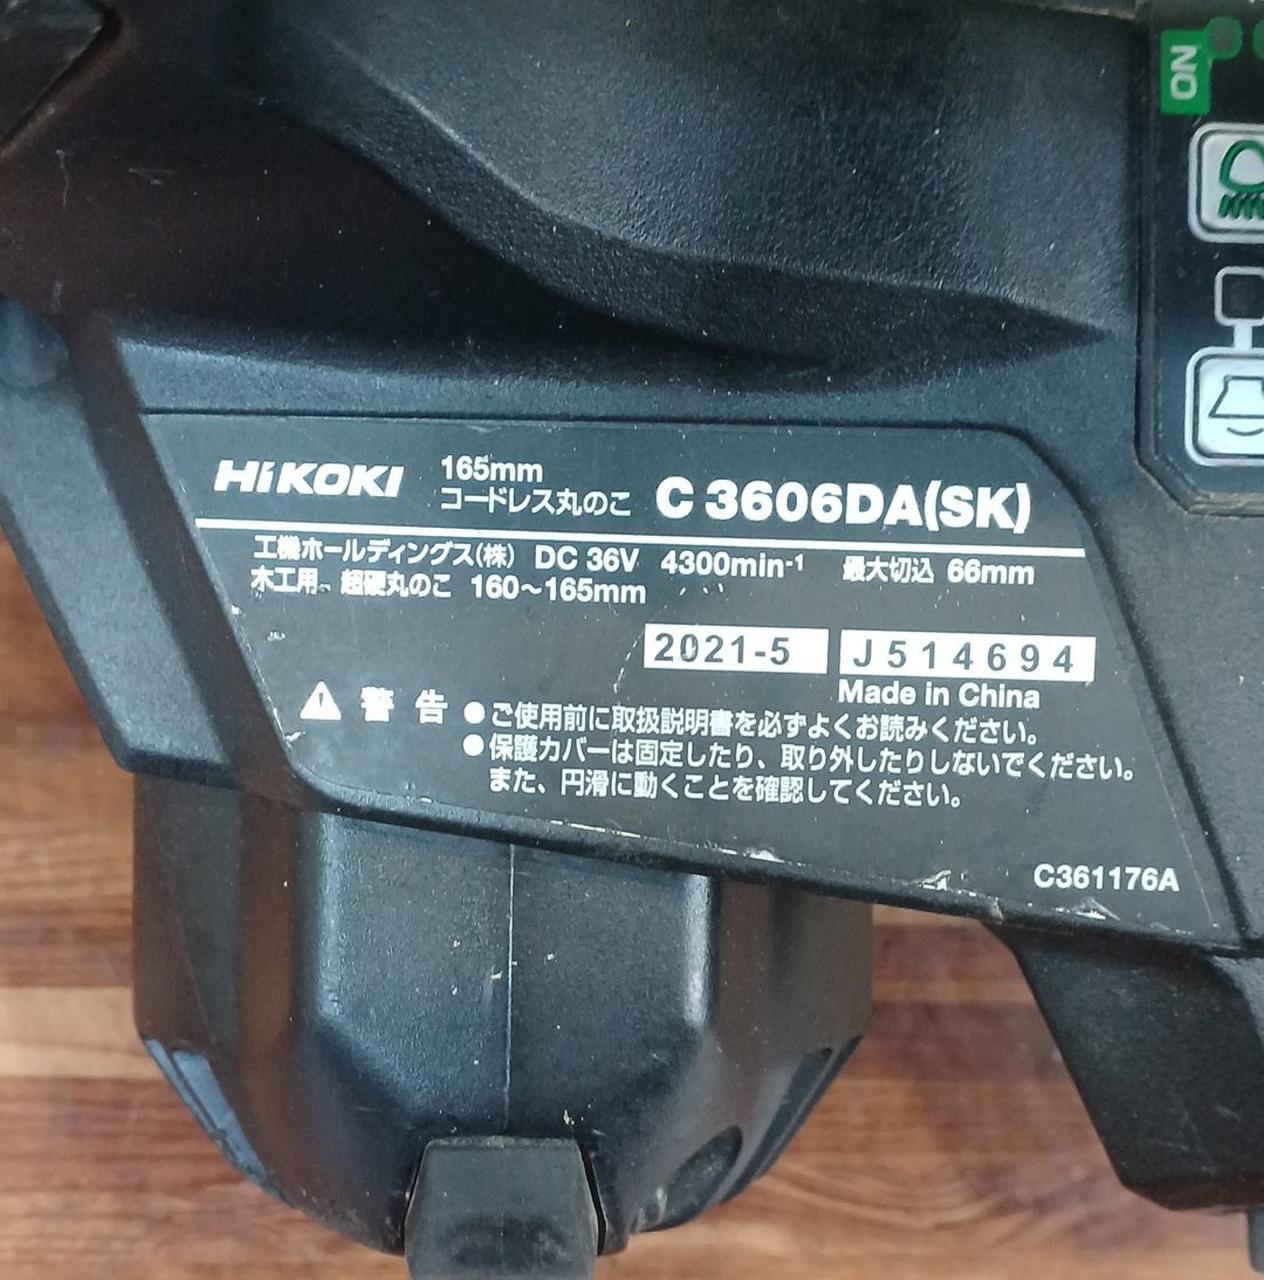 NO
HiKOKI 165mm コードレス丸のこ C 3606DA(SK)
工機ホールディングス(株) DC 36V 4300min-1 最大切込 66mm
木工用、超硬丸のこ 160～165mm
2021-5 J514694
Made in China
警告 ●ご使用前に取扱説明書を必ずよくお読みください。
●保護カバーは固定したり、取り外したりしないでください。
また、円滑に動くことを確認してください。
C361176A